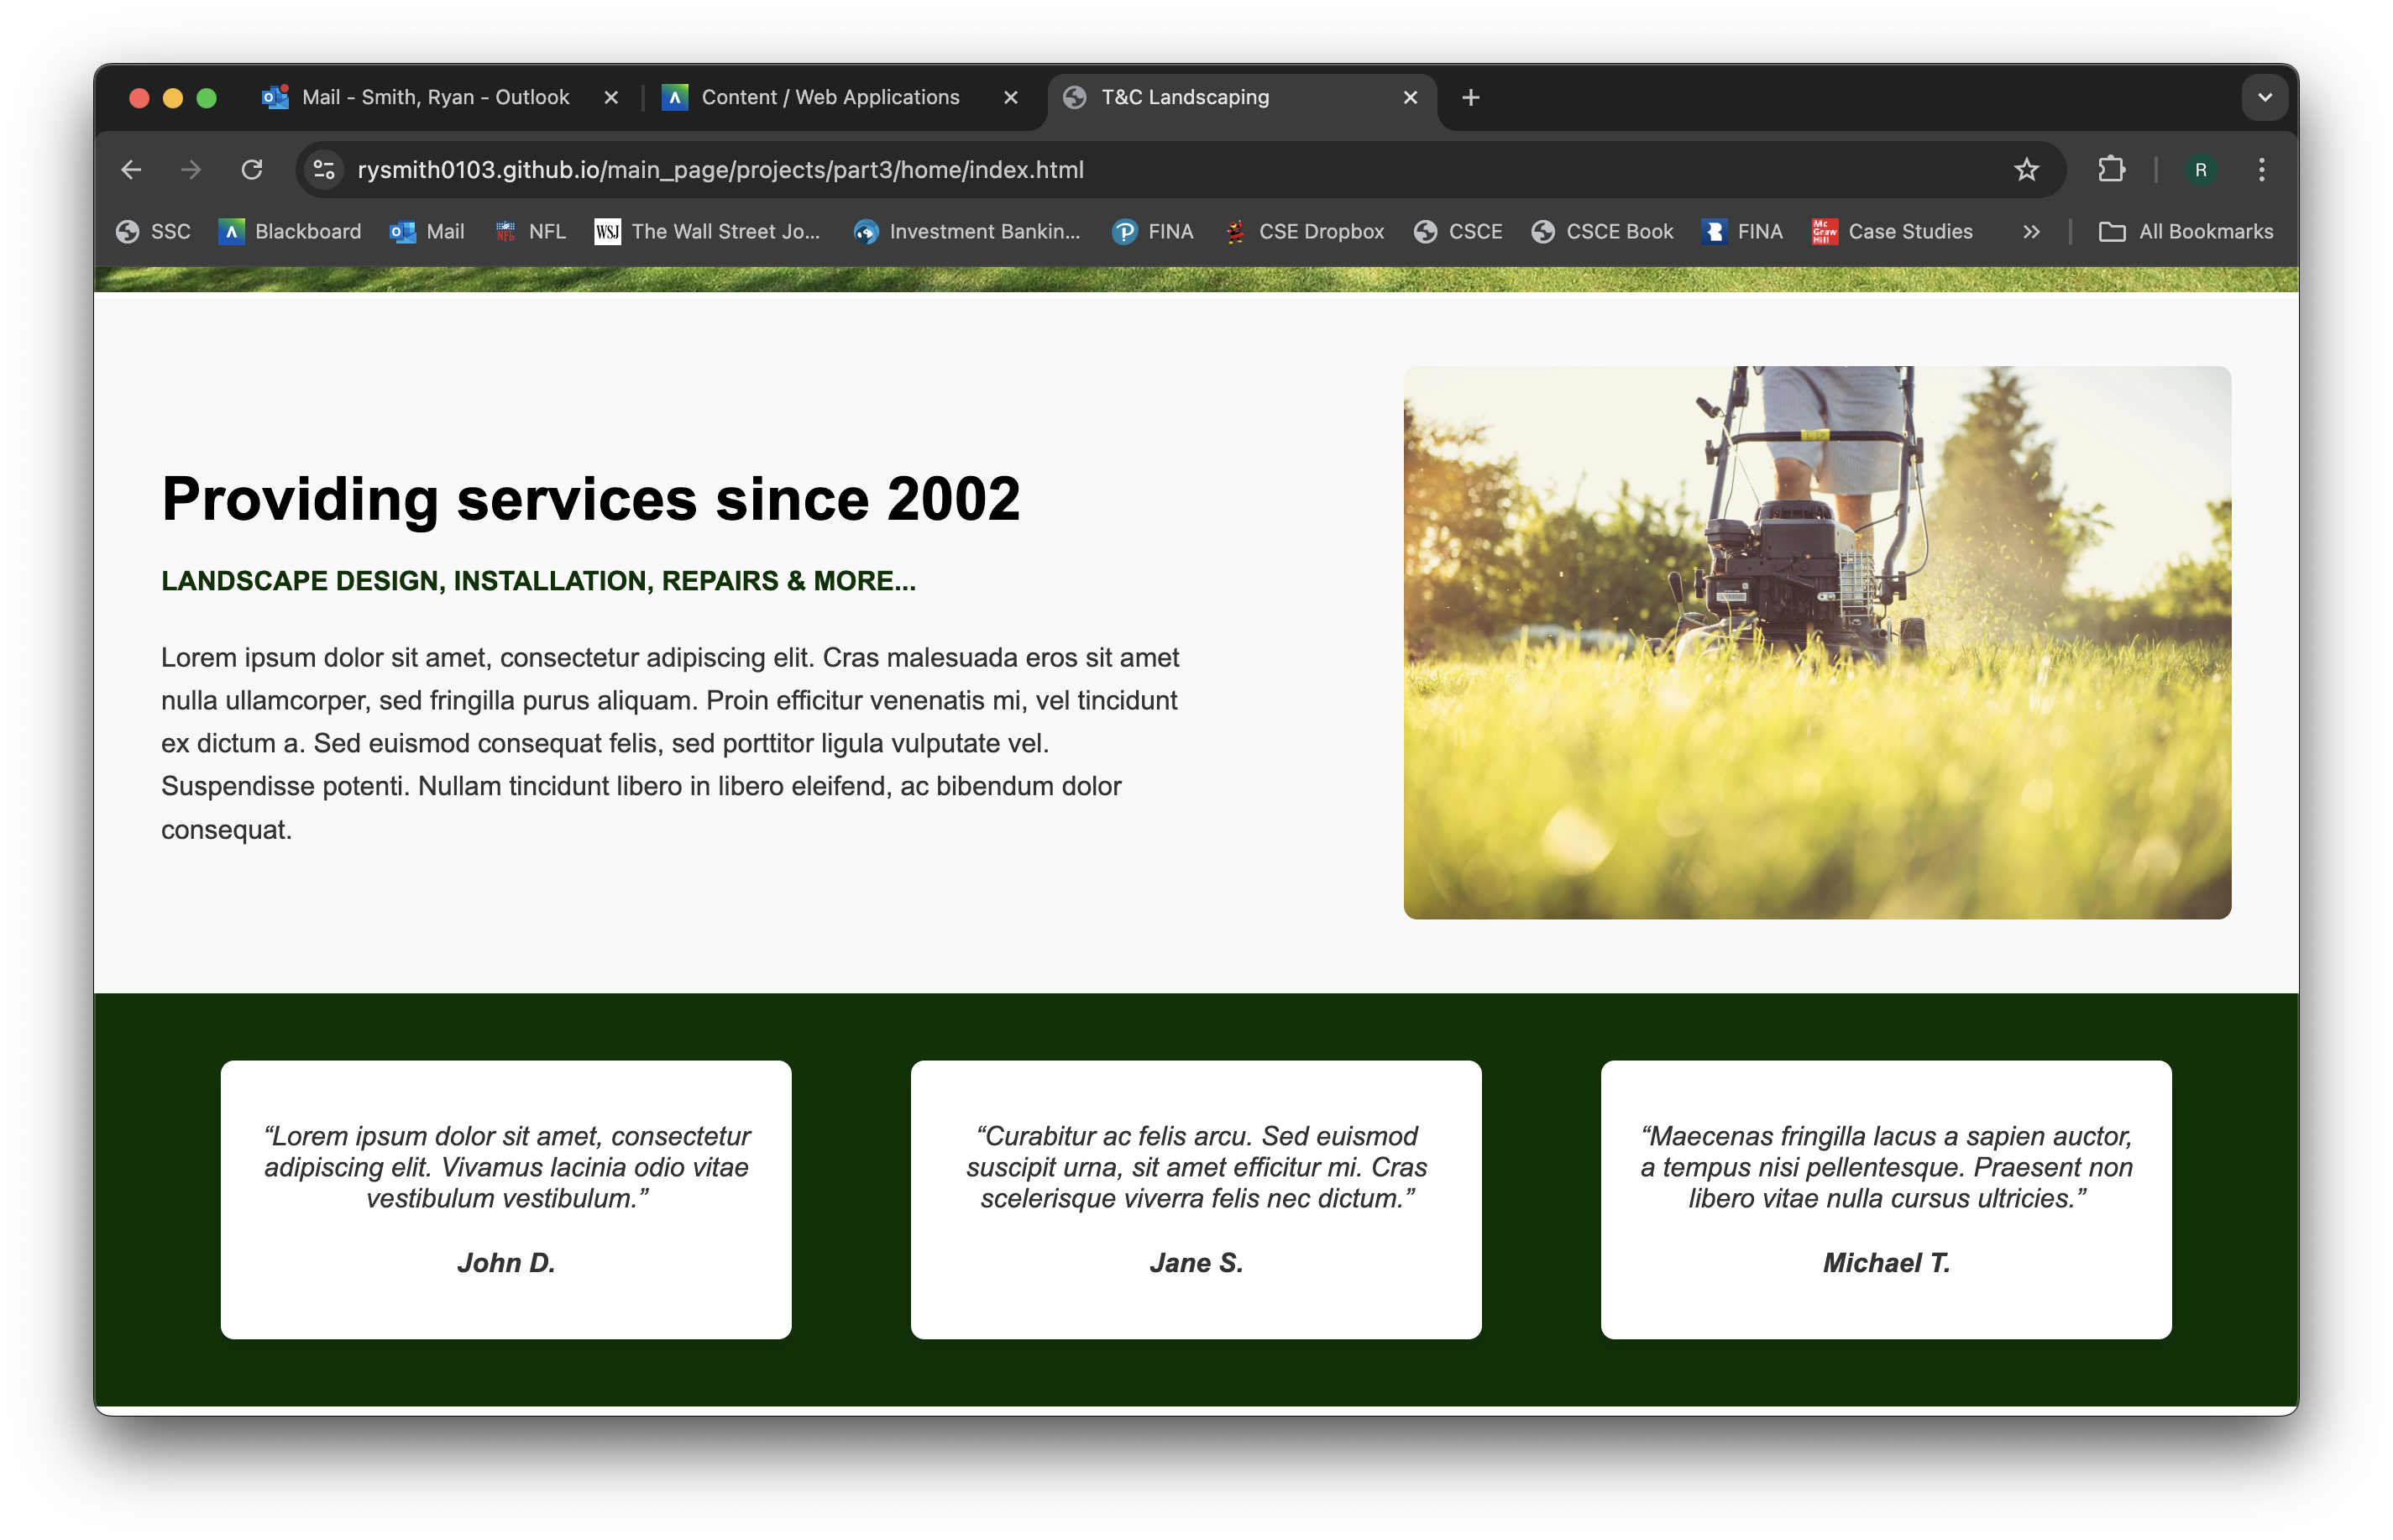 Mail - Smith, Ryan - Outlook
Content / Web Applications
T&C Landscaping
rysmith0103.github.io/main_page/projects/part3/home/index.html
R
SSC
Blackboard
Mail
NFL
WSJ
The Wall Street Jo...
Investment Bankin...
FINA
CSE Dropbox
CSCE
CSCE Book
FINA
Mc Graw Hill
Case Studies
All Bookmarks
Providing services since 2002
LANDSCAPE DESIGN, INSTALLATION, REPAIRS & MORE...
Lorem ipsum dolor sit amet, consectetur adipiscing elit. Cras malesuada eros sit amet
nulla ullamcorper, sed fringilla purus aliquam. Proin efficitur venenatis mi, vel tincidunt
ex dictum a. Sed euismod consequat felis, sed porttitor ligula vulputate vel.
Suspendisse potenti. Nullam tincidunt libero in libero eleifend, ac bibendum dolor
consequat.
“Lorem ipsum dolor sit amet, consectetur
adipiscing elit. Vivamus lacinia odio vitae
vestibulum vestibulum.”
John D.
“Curabitur ac felis arcu. Sed euismod
suscipit urna, sit amet efficitur mi. Cras
scelerisque viverra felis nec dictum.”
Jane S.
“Maecenas fringilla lacus a sapien auctor,
a tempus nisi pellentesque. Praesent non
libero vitae nulla cursus ultricies.”
Michael T.